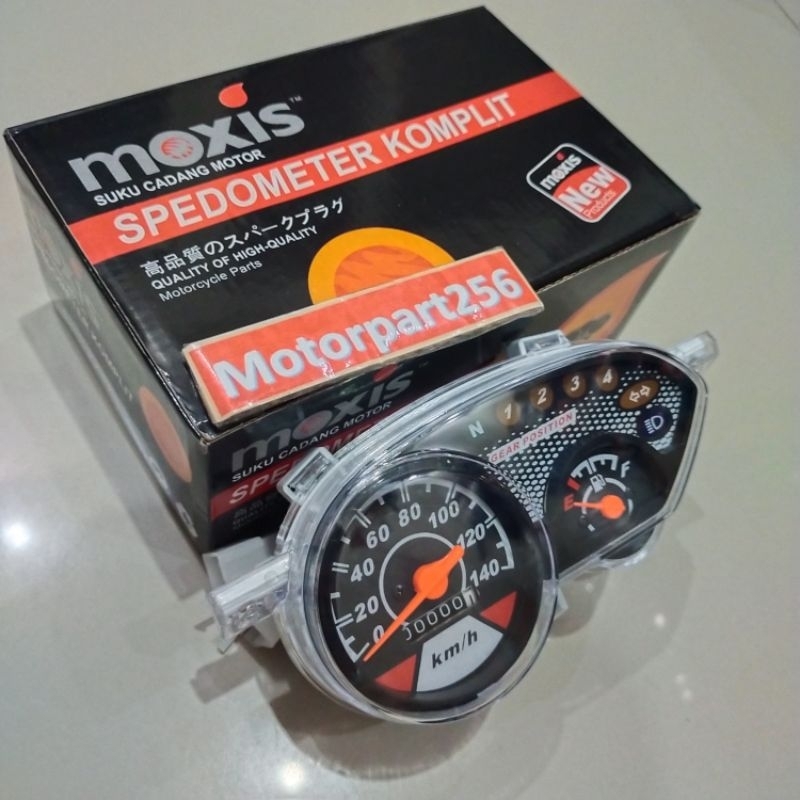 moxis™
SUKU CADANG MOTOR
SPEDOMETER KOMPLIT
高品質のスパークプラグ
QUALITY OF HIGH-QUALITY
Motorcycle Parts
moxis
New
Products
Motorpart256
moxis
SUKU CADANG MOTOR
N 1 2 3 4
GEAR POSITION
E F
0 20 40 60 80 100 120 140
km/h